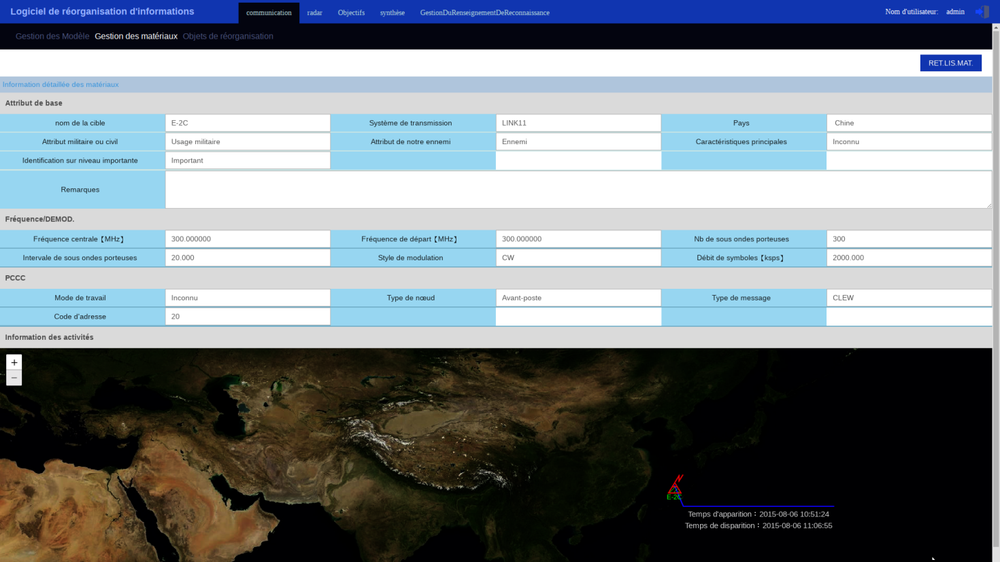 Logiciel de réorganisation d'informations communication radar Objectifs synthèse GestionDuRenseignementDeReconnaissance Nom d'utilisateur: admin
Gestion des Modèle Gestion des matériaux Objets de réorganisation
RET.LIS.MAT.
Information détaillée des matériaux
Attribut de base
nom de la cible E-2C Système de transmission LINK11 Pays Chine
Attribut militaire ou civil Usage militaire Attribut de notre ennemi Ennemi Caractéristiques principales Inconnu
Identification sur niveau importante Important
Remarques
Fréquence/DEMOD.
Fréquence centrale【MHz】 300.000000 Fréquence de départ【MHz】 300.000000 Nb de sous ondes porteuses 300
Intervale de sous ondes porteuses 20.000 Style de modulation CW Débit de symboles【ksps】 2000.000
PCCC
Mode de travail Inconnu Type de nœud Avant-poste Type de message CLEW
Code d'adresse 20
Information des activités
+
−
E-2C
Temps d'apparition：2015-08-06 10:51:24
Temps de disparition：2015-08-06 11:06:55